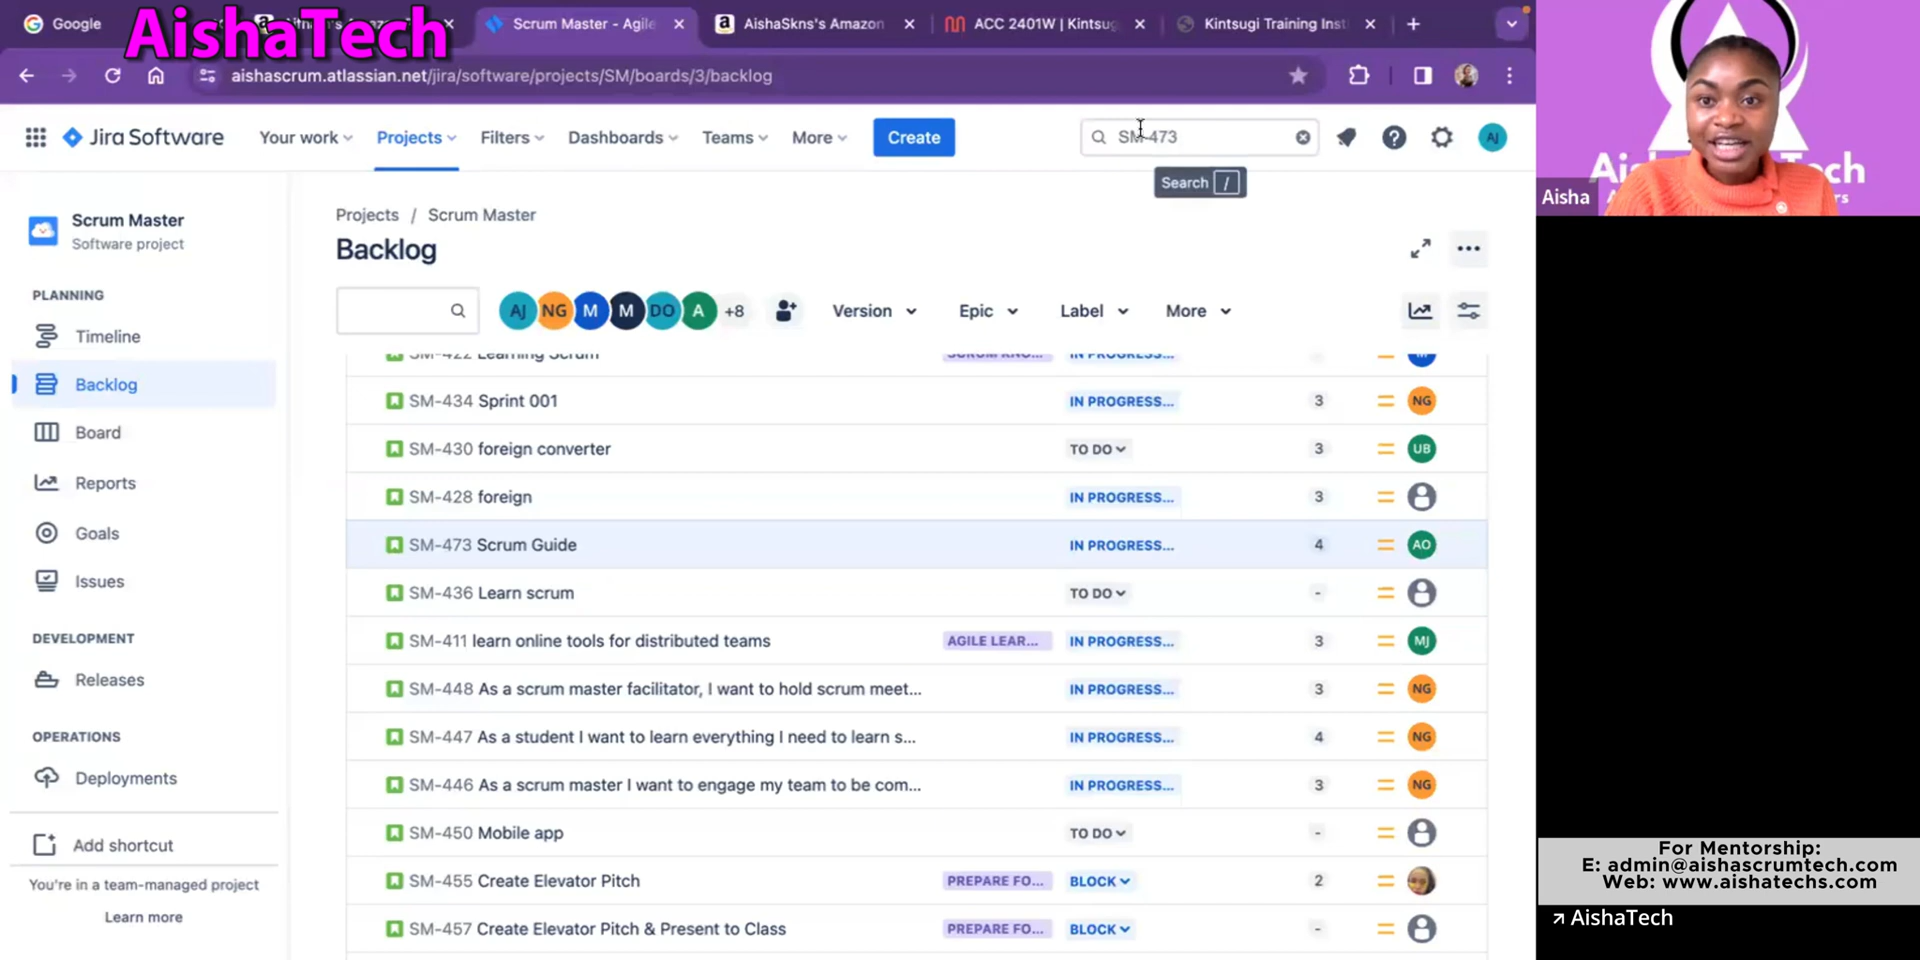 Google
AishaTech
Scrum Master - Agile
AishaSkns's Amazon
ACC 2401W | Kintsug
Kintsugi Training Inst
aishascrum.atlassian.net/jira/software/projects/SM/boards/3/backlog
Jira Software
Your work
Projects
Filters
Dashboards
Teams
More
Create
SM-473
AJ
Search /
Scrum Master
Software project
PLANNING
Timeline
Backlog
Board
Reports
Goals
Issues
DEVELOPMENT
Releases
OPERATIONS
Deployments
Add shortcut
You're in a team-managed project
Learn more
Projects / Scrum Master
Backlog
AJ NG M M DO A +8
Version
Epic
Label
More
SM-422 Learning Scrum SCRUM KNO... IN PROGRESS... - M
SM-434 Sprint 001 IN PROGRESS... 3 NG
SM-430 foreign converter TO DO 3 UB
SM-428 foreign IN PROGRESS... 3
SM-473 Scrum Guide IN PROGRESS... 4 AO
SM-436 Learn scrum TO DO -
SM-411 learn online tools for distributed teams AGILE LEAR... IN PROGRESS... 3 MJ
SM-448 As a scrum master facilitator, I want to hold scrum meet... IN PROGRESS... 3 NG
SM-447 As a student I want to learn everything I need to learn s... IN PROGRESS... 4 NG
SM-446 As a scrum master I want to engage my team to be com... IN PROGRESS... 3 NG
SM-450 Mobile app TO DO -
SM-455 Create Elevator Pitch PREPARE FO... BLOCK 2
SM-457 Create Elevator Pitch & Present to Class PREPARE FO... BLOCK -
Aisha
For Mentorship:
E: admin@aishascrumtech.com
Web: www.aishatechs.com
AishaTech